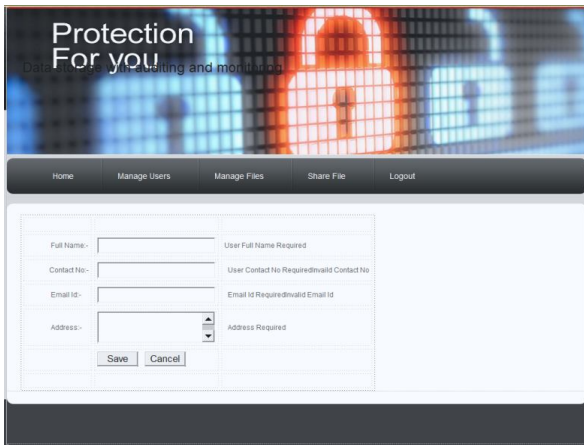 Protection
For you
Data storage with auditing and monitoring
Home Manage Users Manage Files Share File Logout
Full Name:- User Full Name Required
Contact No:- User Contact No RequiredInvaild Contact No
Email Id:- Email Id RequiredInvalid Email Id
Address:- Address Required
Save Cancel